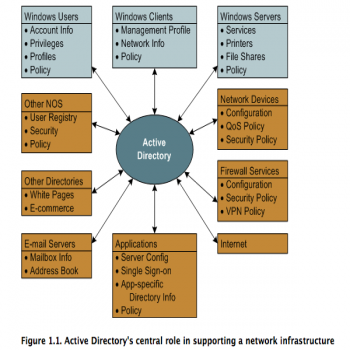 Windows Users
• Account Info
• Privileges
• Profiles
• Policy
Windows Clients
• Management Profile
• Network Info
• Policy
Windows Servers
• Services
• Printers
• File Shares
• Policy
Other NOS
• User Registry
• Security
• Policy
Active
Directory
Network Devices
• Configuration
• QoS Policy
• Security Policy
Other Directories
• White Pages
• E-commerce
Firewall Services
• Configuration
• Security Policy
• VPN Policy
E-mail Servers
• Mailbox Info
• Address Book
Applications
• Server Config
• Single Sign-on
• App-specific
Directory Info
• Policy
Internet
Figure 1.1. Active Directory's central role in supporting a network infrastructure